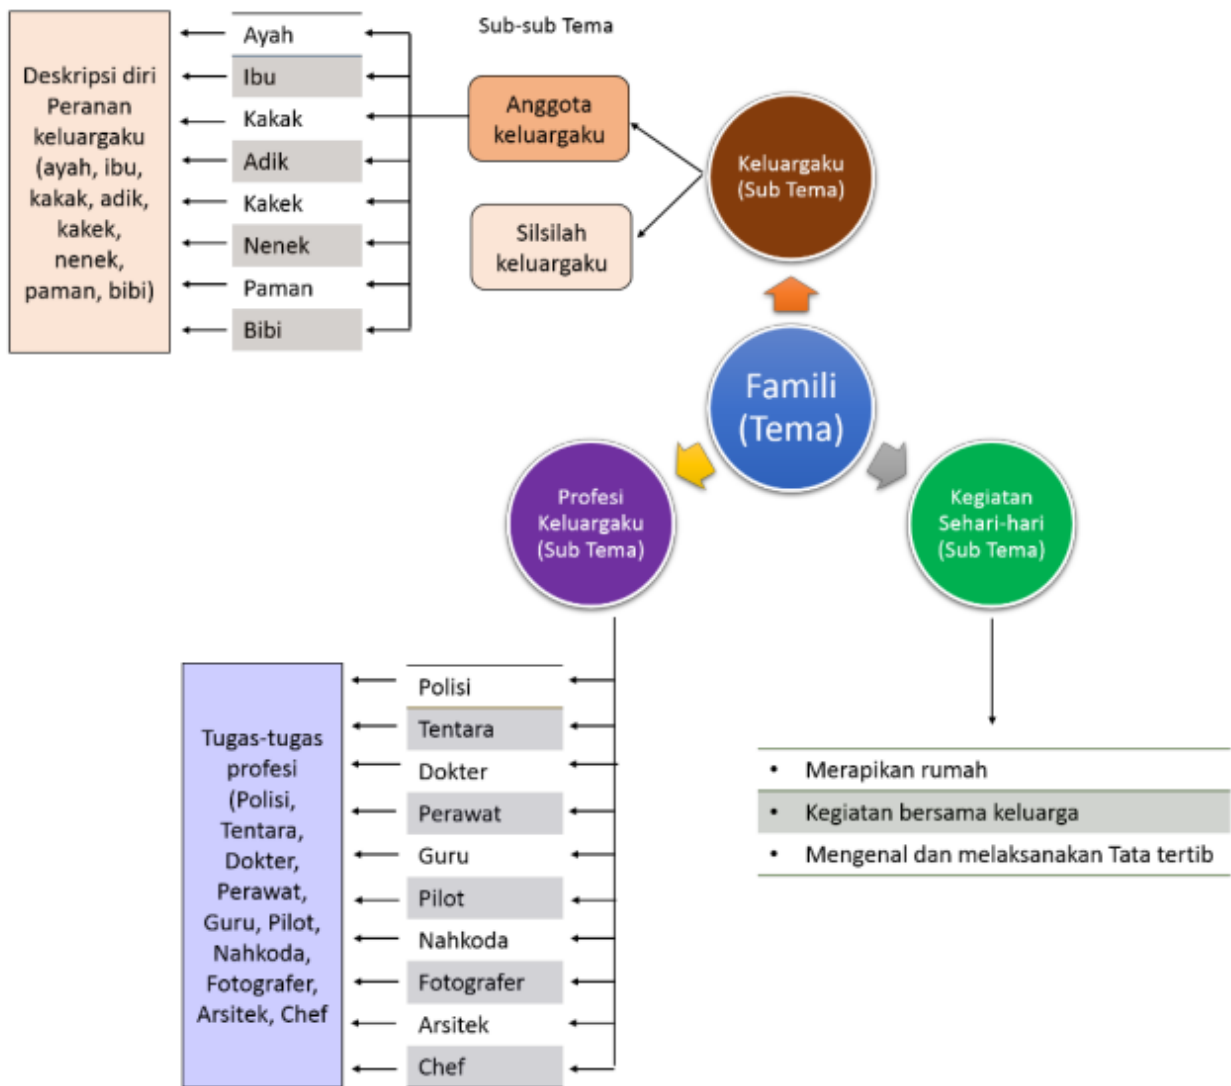 Sub-sub Tema
Deskripsi diri
Peranan
keluargaku
(ayah, ibu,
kakak, adik,
kakek,
nenek,
paman, bibi)
Ayah
Ibu
Kakak
Adik
Kakek
Nenek
Paman
Bibi
Anggota
keluargaku
Silsilah
keluargaku
Keluargaku
(Sub Tema)
Famili
(Tema)
Profesi
Keluargaku
(Sub Tema)
Kegiatan
Sehari-hari
(Sub Tema)
Tugas-tugas
profesi
(Polisi,
Tentara,
Dokter,
Perawat,
Guru, Pilot,
Nahkoda,
Fotografer,
Arsitek, Chef
Polisi
Tentara
Dokter
Perawat
Guru
Pilot
Nahkoda
Fotografer
Arsitek
Chef
• Merapikan rumah
• Kegiatan bersama keluarga
• Mengenal dan melaksanakan Tata tertib